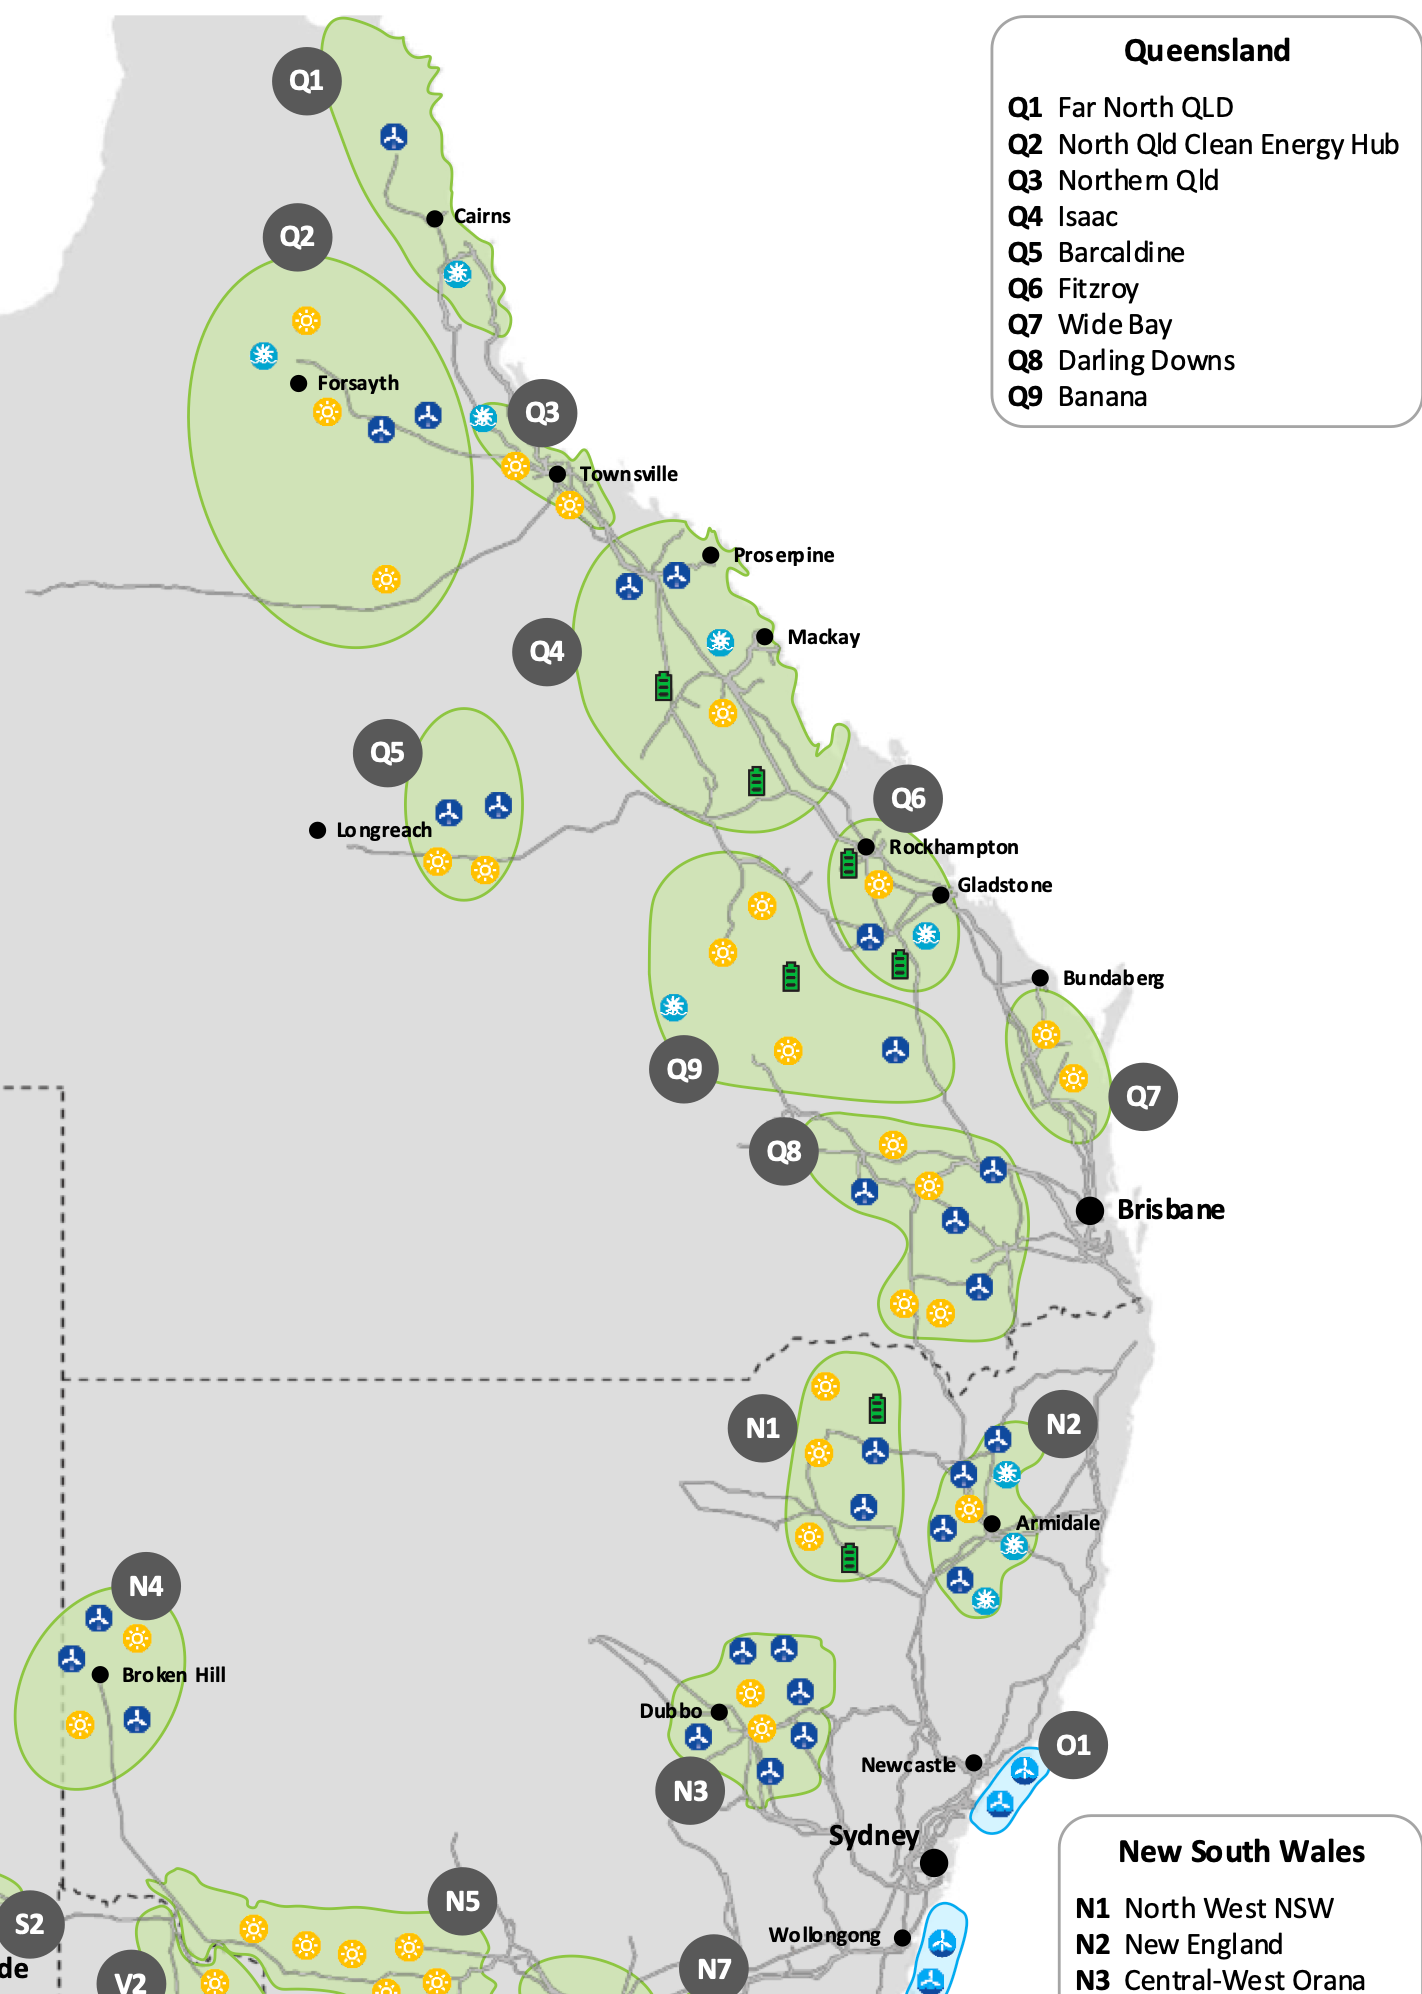 Queensland
Q1 Far North QLD
Q2 North Qld Clean Energy Hub
Q3 Northern Qld
Q4 Isaac
Q5 Barcaldine
Q6 Fitzroy
Q7 Wide Bay
Q8 Darling Downs
Q9 Banana
Q1
Cairns
Q2
Forsayth
Q3
Townsville
Proserpine
Q4
Mackay
Q5
Longreach
Q6
Rockhampton
Gladstone
Bundaberg
Q9
Q7
Q8
Brisbane
N1
N2
Armidale
N4
Broken Hill
Dubbo
N3
O1
Newcastle
Sydney
N5
S2
Wollongong
de
V2
N7
New South Wales
N1 North West NSW
N2 New England
N3 Central-West Orana